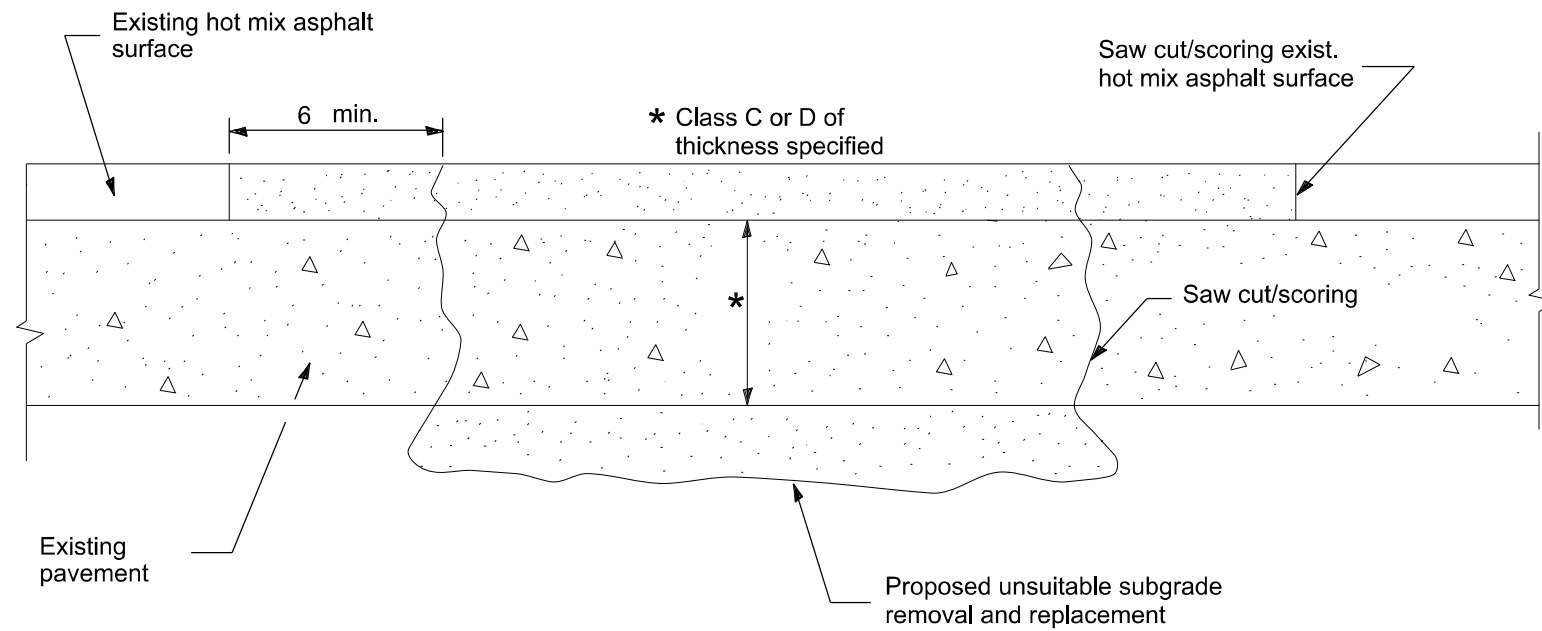 Existing hot mix asphalt
surface
Saw cut/scoring exist.
hot mix asphalt surface
6 min.
* Class C or D of
thickness specified
*
Saw cut/scoring
Existing
pavement
Proposed unsuitable subgrade
removal and replacement